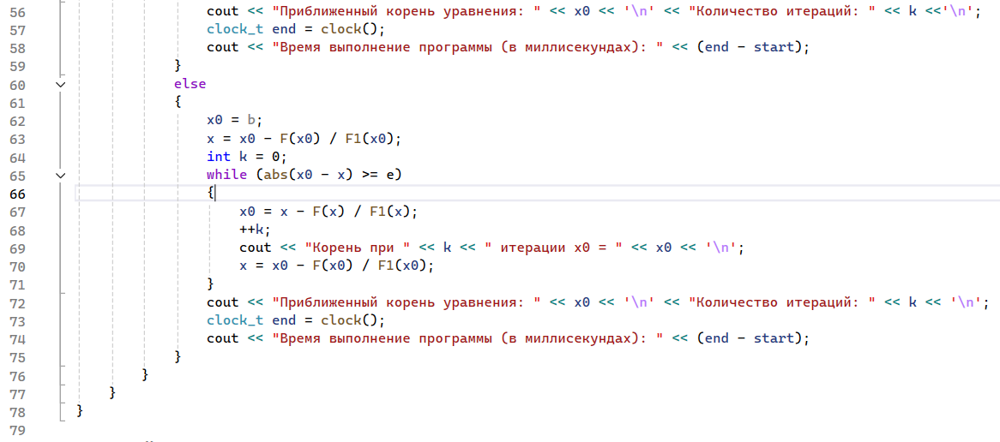 56 cout << "Приближенный корень уравнения: " << x0 << '\n' << "Количество итераций: " << k <<'\n';
57 clock_t end = clock();
58 cout << "Время выполнение программы (в миллисекундах): " << (end - start);
59 }
60 else
61 {
62 x0 = b;
63 x = x0 - F(x0) / F1(x0);
64 int k = 0;
65 while (abs(x0 - x) >= e)
66 {
67 x0 = x - F(x) / F1(x);
68 ++k;
69 cout << "Корень при " << k << " итерации x0 = " << x0 << '\n';
70 x = x0 - F(x0) / F1(x0);
71 }
72 cout << "Приближенный корень уравнения: " << x0 << '\n' << "Количество итераций: " << k << '\n';
73 clock_t end = clock();
74 cout << "Время выполнение программы (в миллисекундах): " << (end - start);
75 }
76 }
77 }
78 }
79